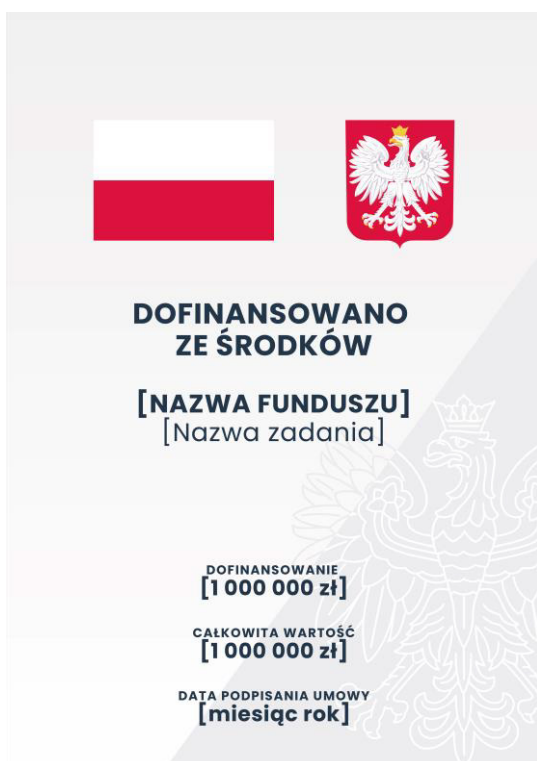 DOFINANSOWANO
ZE ŚRODKÓW
[NAZWA FUNDUSZU]
[Nazwa zadania]
DOFINANSOWANIE
[1 000 000 zł]
CAŁKOWITA WARTOŚĆ
[1 000 000 zł]
DATA PODPISANIA UMOWY
[miesiąc rok]